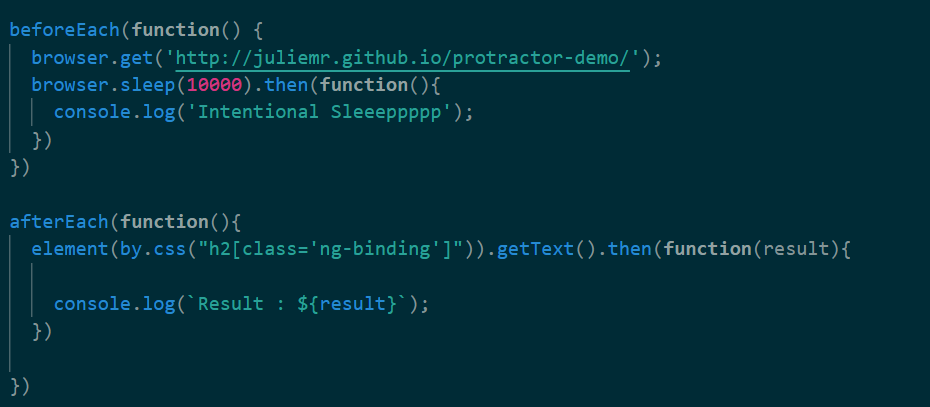 beforeEach(function() {
browser.get('http://juliemr.github.io/protractor-demo/');
browser.sleep(10000).then(function(){
console.log('Intentional Sleeeppppp');
})
})
afterEach(function(){
element(by.css("h2[class='ng-binding']")).getText().then(function(result){
console.log(`Result : ${result}`);
})
})